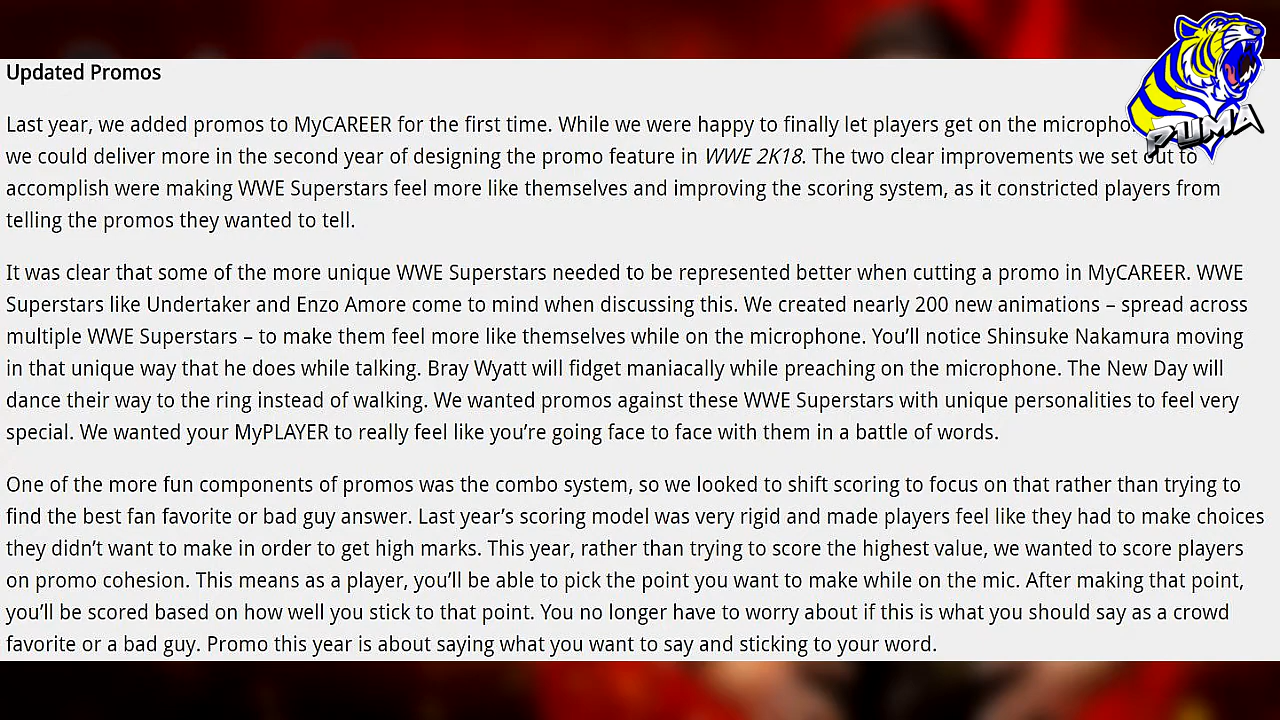 Updated Promos
Last year, we added promos to MyCAREER for the first time. While we were happy to finally let players get on the
we could deliver more in the second year of designing the promo feature in WWE 2K18. The two clear improvements we set out to
accomplish were making WWE Superstars feel more like themselves and improving the scoring system, as it constricted players from
telling the promos they wanted to tell.
It was clear that some of the more unique WWE Superstars needed to be represented better when cutting a promo in MyCAREER. WWE
Superstars like Undertaker and Enzo Amore come to mind when discussing this. We created nearly 200 new animations – spread across
multiple WWE Superstars – to make them feel more like themselves while on the microphone. You’ll notice Shinsuke Nakamura moving
in that unique way that he does while talking. Bray Wyatt will fidget maniacally while preaching on the microphone. The New Day will
dance their way to the ring instead of walking. We wanted promos against these WWE Superstars with unique personalities to feel very
special. We wanted your MyPLAYER to really feel like you’re going face to face with them in a battle of words.
One of the more fun components of promos was the combo system, so we looked to shift scoring to focus on that rather than trying to
find the best fan favorite or bad guy answer. Last year’s scoring model was very rigid and made players feel like they had to make choices
they didn’t want to make in order to get high marks. This year, rather than trying to score the highest value, we wanted to score players
on promo cohesion. This means as a player, you’ll be able to pick the point you want to make while on the mic. After making that point,
you’ll be scored based on how well you stick to that point. You no longer have to worry about if this is what you should say as a crowd
favorite or a bad guy. Promo this year is about saying what you want to say and sticking to your word.
PUMA